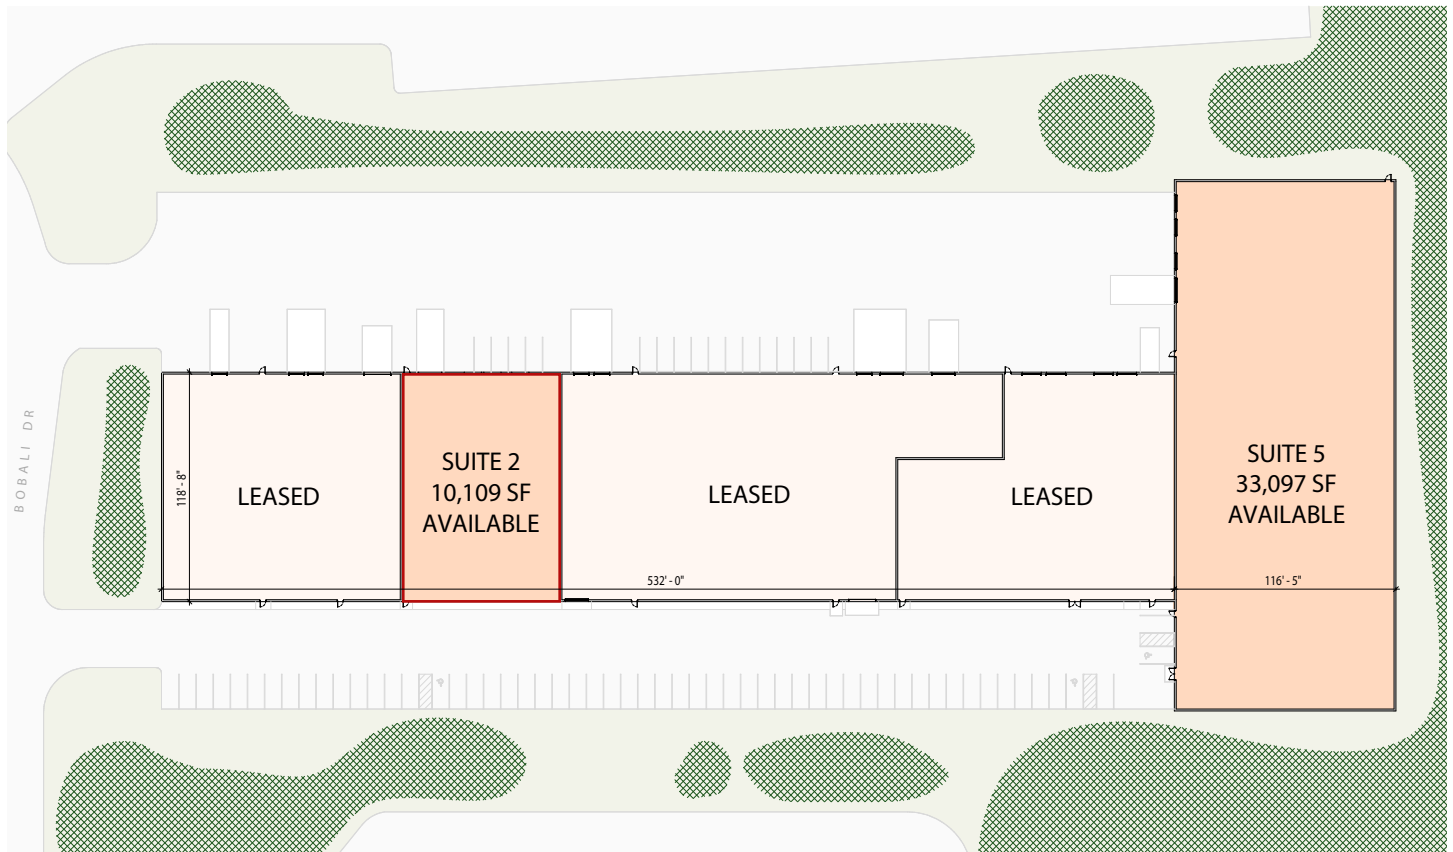 BOBALI DR
118' - 8"
LEASED
SUITE 2
10,109 SF
AVAILABLE
LEASED
LEASED
SUITE 5
33,097 SF
AVAILABLE
532' - 0"
116' - 5"